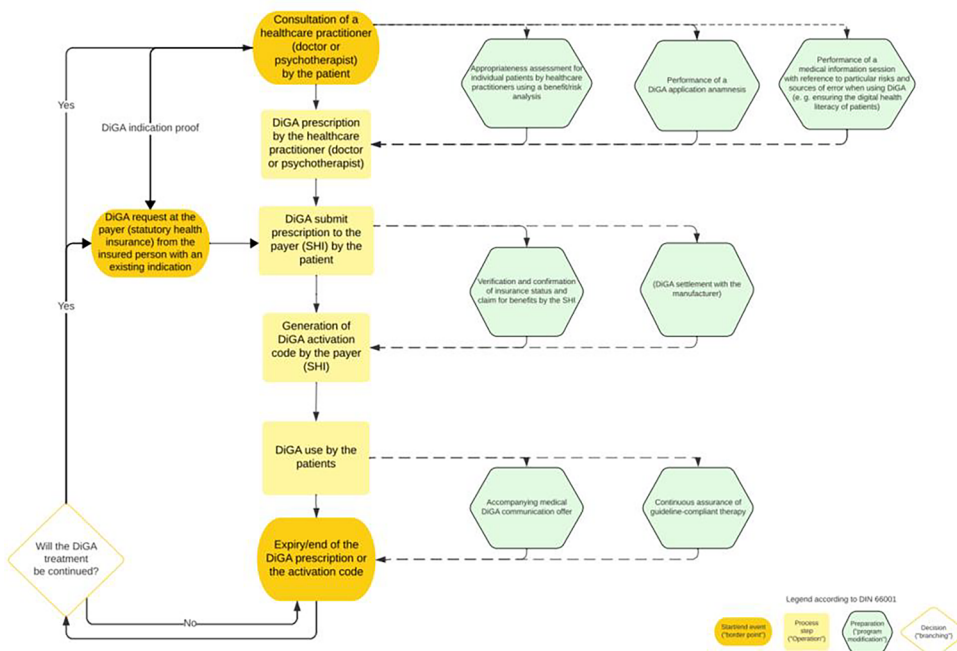 Consultation of a
healthcare practitioner
(doctor or
psychotherapist)
by the patient
Appropriateness assessment for
individual patients by healthcare
practitioners using a benefit/risk
analysis
Performance of a
DiGA application anamnesis
Performance of a
medical information session
with reference to particular risks and
sources of error when using DiGA
(e. g. ensuring the digital health
literacy of patients)
Yes
DiGA indication proof
DiGA prescription
by the healthcare
practitioner (doctor
or psychotherapist)
DiGA request at the
payer (statutory health
insurance) from the
insured person with an
existing indication
DiGA submit
prescription to the
payer (SHI) by the
patient
Verification and confirmation
of insurance status and
claim for benefits by the SHI
(DiGA settlement with the
manufacturer)
Yes
Generation of
DiGA activation
code by the payer
(SHI)
DiGA use by the
patients
Accompanying medical
DiGA communication offer
Continuous assurance of
guideline-compliant therapy
Will the DiGA
treatment
be continued?
Expiry/end of the
DiGA prescription or
the activation code
No
Legend according to DIN 66001
Start/end event
("border point")
Process
step
("Operation")
Preparation
("program
modification")
Decision
("branching")